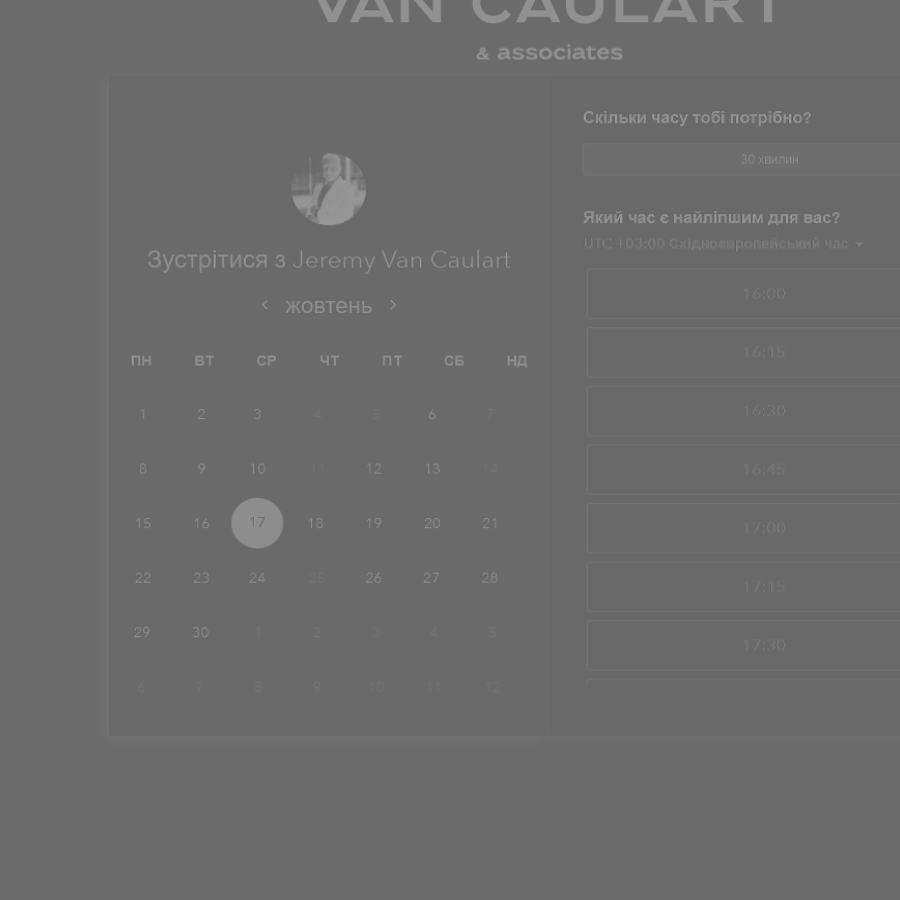 VAN CAULART
& associates
Зустрітися з Jeremy Van Caulart
жовтень
ПН ВТ СР ЧТ ПТ СБ НД
1 2 3 4 5 6 7
8 9 10 11 12 13 14
15 16 17 18 19 20 21
22 23 24 25 26 27 28
29 30 1 2 3 4 5
6 7 8 9 10 11 12
Скільки часу тобі потрібно?
30 хвилин
Який час є найліпшим для вас?
UTC +03:00 Східноєвропейський час
16:00
16:15
16:30
16:45
17:00
17:15
17:30